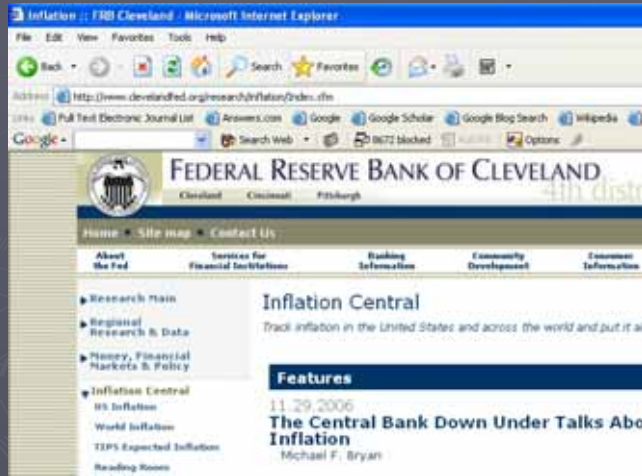 Inflation :: FRB Cleveland - Microsoft Internet Explorer
File Edit View Favorites Tools Help
Back Search Favorites
Address http://www.clevelandfed.org/research/inflation/index.cfm
Links Full Text Electronic Journal List Answers.com Google Google Scholar Google Blog Search Wikipedia
Google Search Web 8672 blocked Options
FEDERAL RESERVE BANK OF CLEVELAND
Cleveland Cincinnati Pittsburgh
4th dist
Home Site map Contact Us
About the Fed Services for Financial Institutions Banking Information Community Development Consumer Information
Research Main
Regional Research & Data
Money, Financial Markets & Policy
Inflation Central
US Inflation
World Inflation
TIPS Expected Inflation
Reading Room
Inflation Central
Track inflation in the United States and across the world and put it
Features
11.29.2006
The Central Bank Down Under Talks Abo
Inflation
Michael F. Bryan